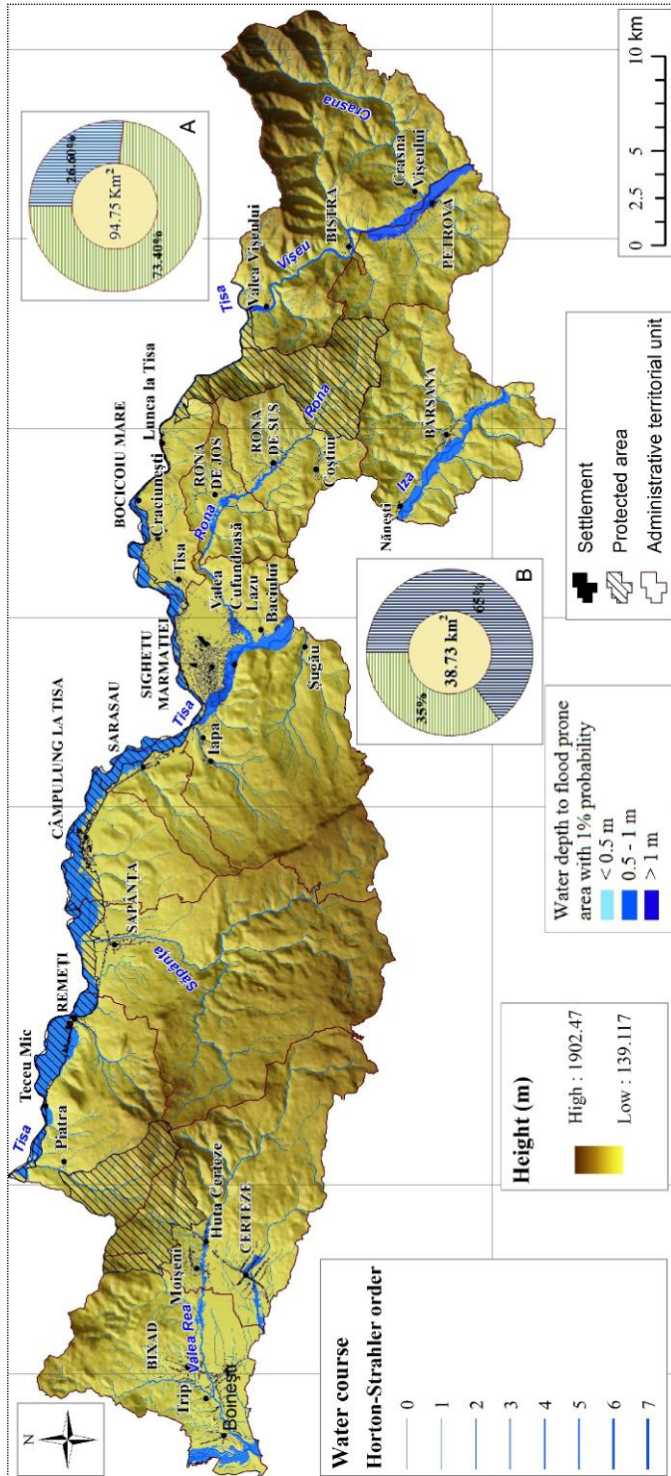 N
Tisa
Teceu Mic
Piatra
REMEȚI
CÂMPULUNG LA TISA
SĂPÂNȚA
Săpânța
SARASAU
Tisa
SIGHETU
MARMAȚIEI
Iapa
Șugău
Valea
Cufundoasă
Lazu
Baciului
Tisa
Craciunești
BOCICOIU MARE
Lunca la Tisa
RONA
DE JOS
Rona
RONA
DE SUS
Rona
Coștiui
Tisa
Valea Vișeului
Vișeu
BISTRA
Crasna
Crasna
Vișeului
PETROVA
BÂRSANA
Iza
Nănești
BIXAD
Trip
Boinești
Valea Rea
Moișeni
Huta Certeze
CERTEZE
A
94.75 Km²
26.60%
73.40%
B
38.73 km²
35%
65%
Water course
Horton-Strahler order
0
1
2
3
4
5
6
7
Height (m)
High : 1902.47
Low : 139.117
Water depth to flood prone
area with 1% probability
< 0.5 m
0.5 - 1 m
> 1 m
Settlement
Protected area
Administrative territorial unit
0 2.5 5 10 km